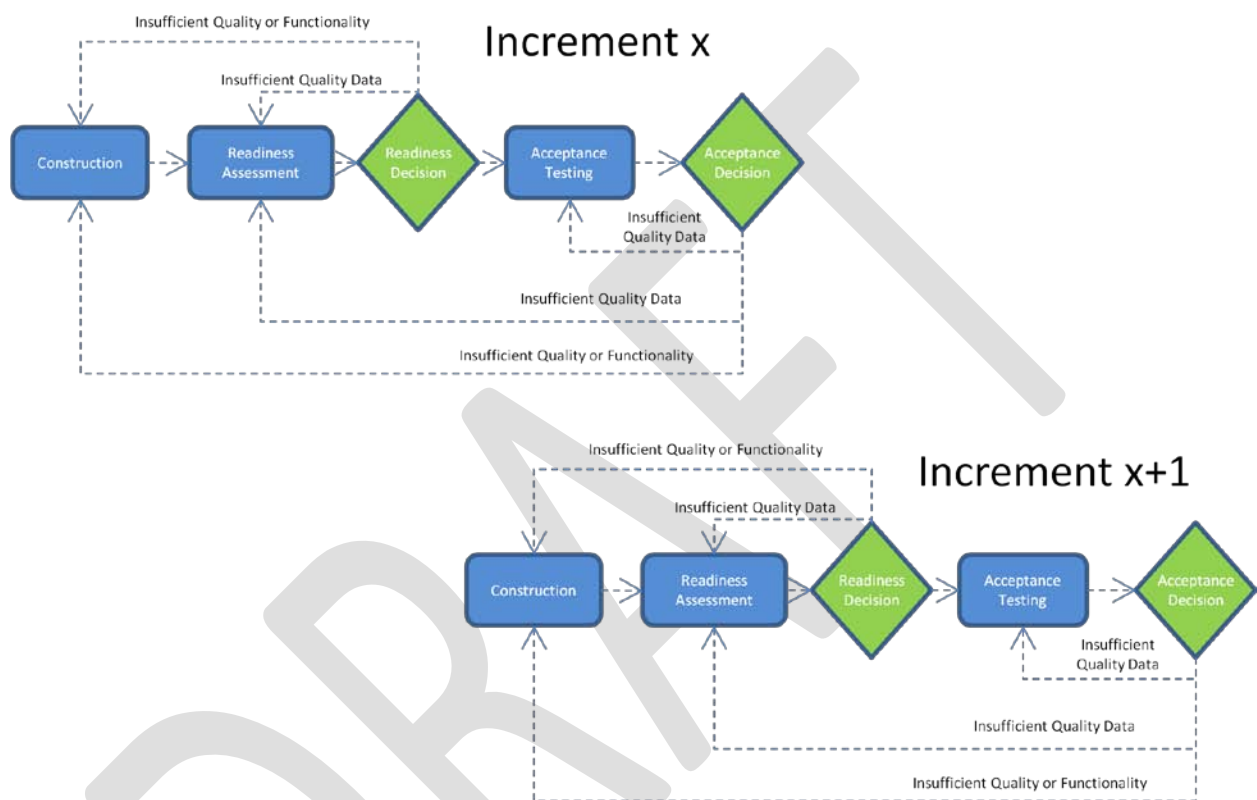 Insufficient Quality or Functionality
Increment x
Insufficient Quality Data
Construction
Readiness
Assessment
Readiness
Decision
Acceptance
Testing
Acceptance
Decision
Insufficient
Quality Data
Insufficient Quality Data
Insufficient Quality or Functionality
Insufficient Quality or Functionality
Increment x+1
Insufficient Quality Data
Construction
Readiness
Assessment
Readiness
Decision
Acceptance
Testing
Acceptance
Decision
Insufficient
Quality Data
Insufficient Quality Data
Insufficient Quality or Functionality
DRAFT